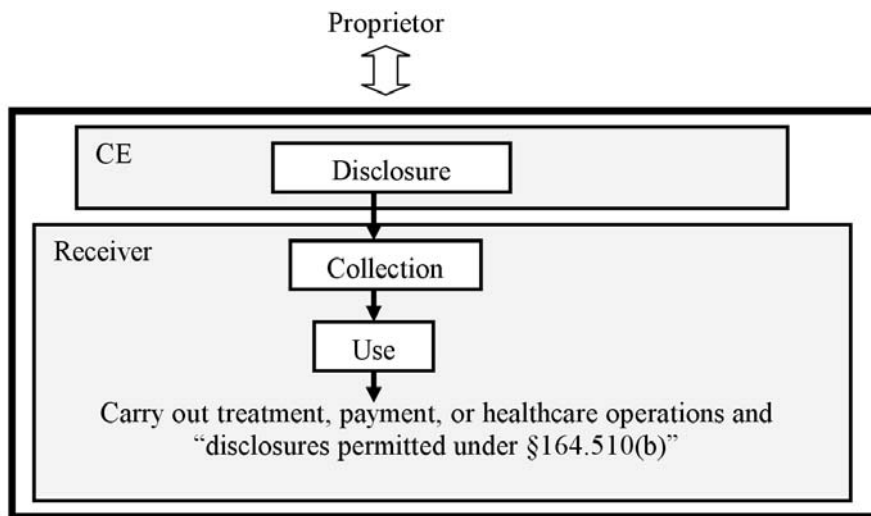 Proprietor
CE
Disclosure
Receiver
Collection
Use
Carry out treatment, payment, or healthcare operations and
“disclosures permitted under §164.510(b)”